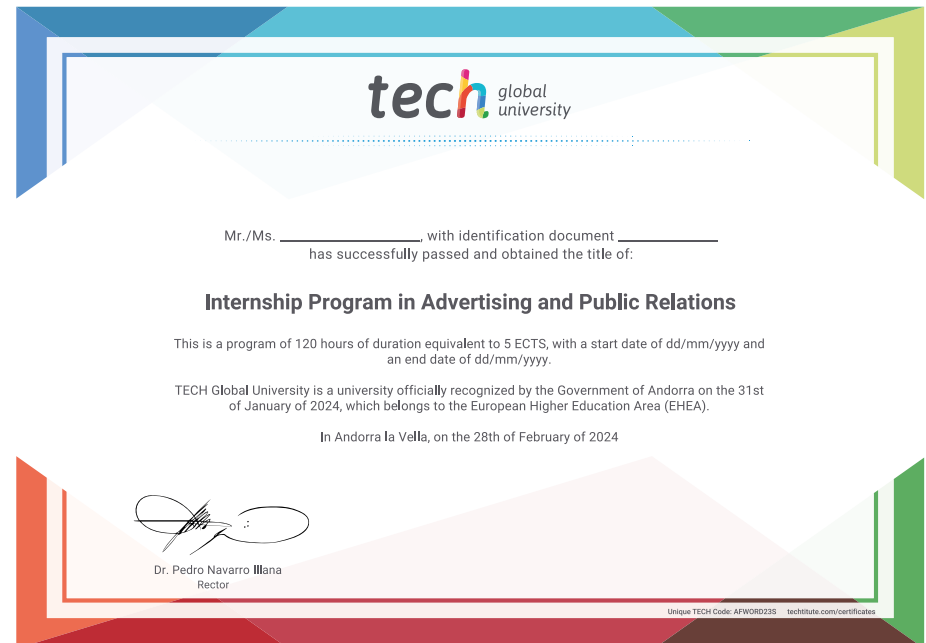 tech global university
Mr./Ms. ____________________, with identification document ______________
has successfully passed and obtained the title of:
Internship Program in Advertising and Public Relations
This is a program of 120 hours of duration equivalent to 5 ECTS, with a start date of dd/mm/yyyy and
an end date of dd/mm/yyyy.
TECH Global University is a university officially recognized by the Government of Andorra on the 31st
of January of 2024, which belongs to the European Higher Education Area (EHEA).
In Andorra la Vella, on the 28th of February of 2024
Dr. Pedro Navarro Illana
Rector
Unique TECH Code: AFWORD23S techtitute.com/certificates